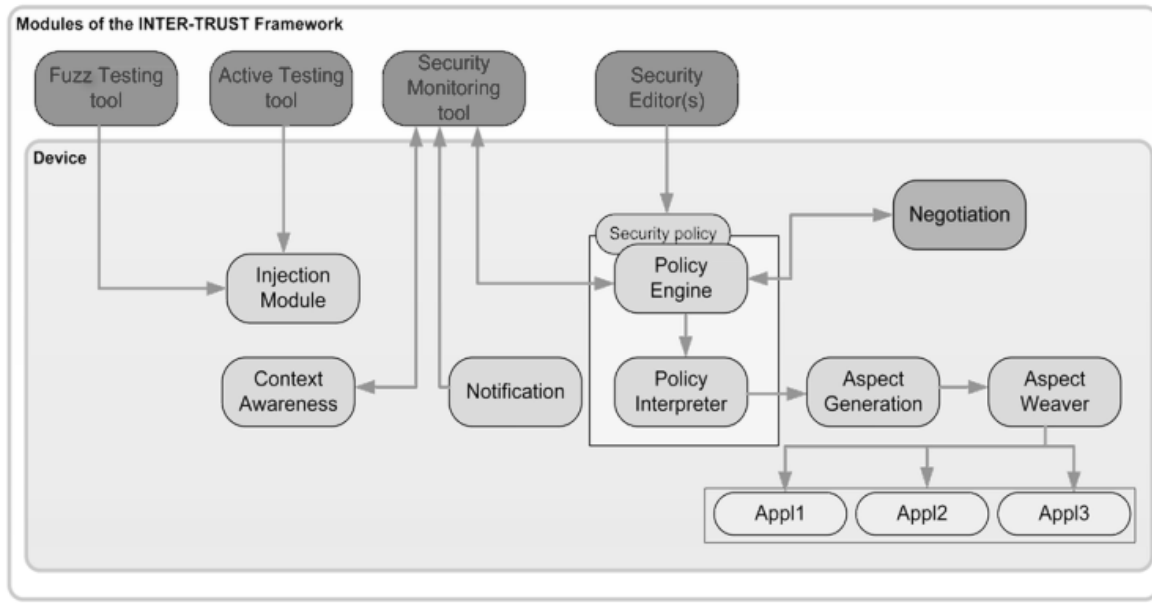 Modules of the INTER-TRUST Framework
Fuzz Testing
tool
Active Testing
tool
Security
Monitoring
tool
Security
Editor(s)
Device
Negotiation
Security policy
Policy
Engine
Injection
Module
Context
Awareness
Notification
Policy
Interpreter
Aspect
Generation
Aspect
Weaver
Appl1
Appl2
Appl3